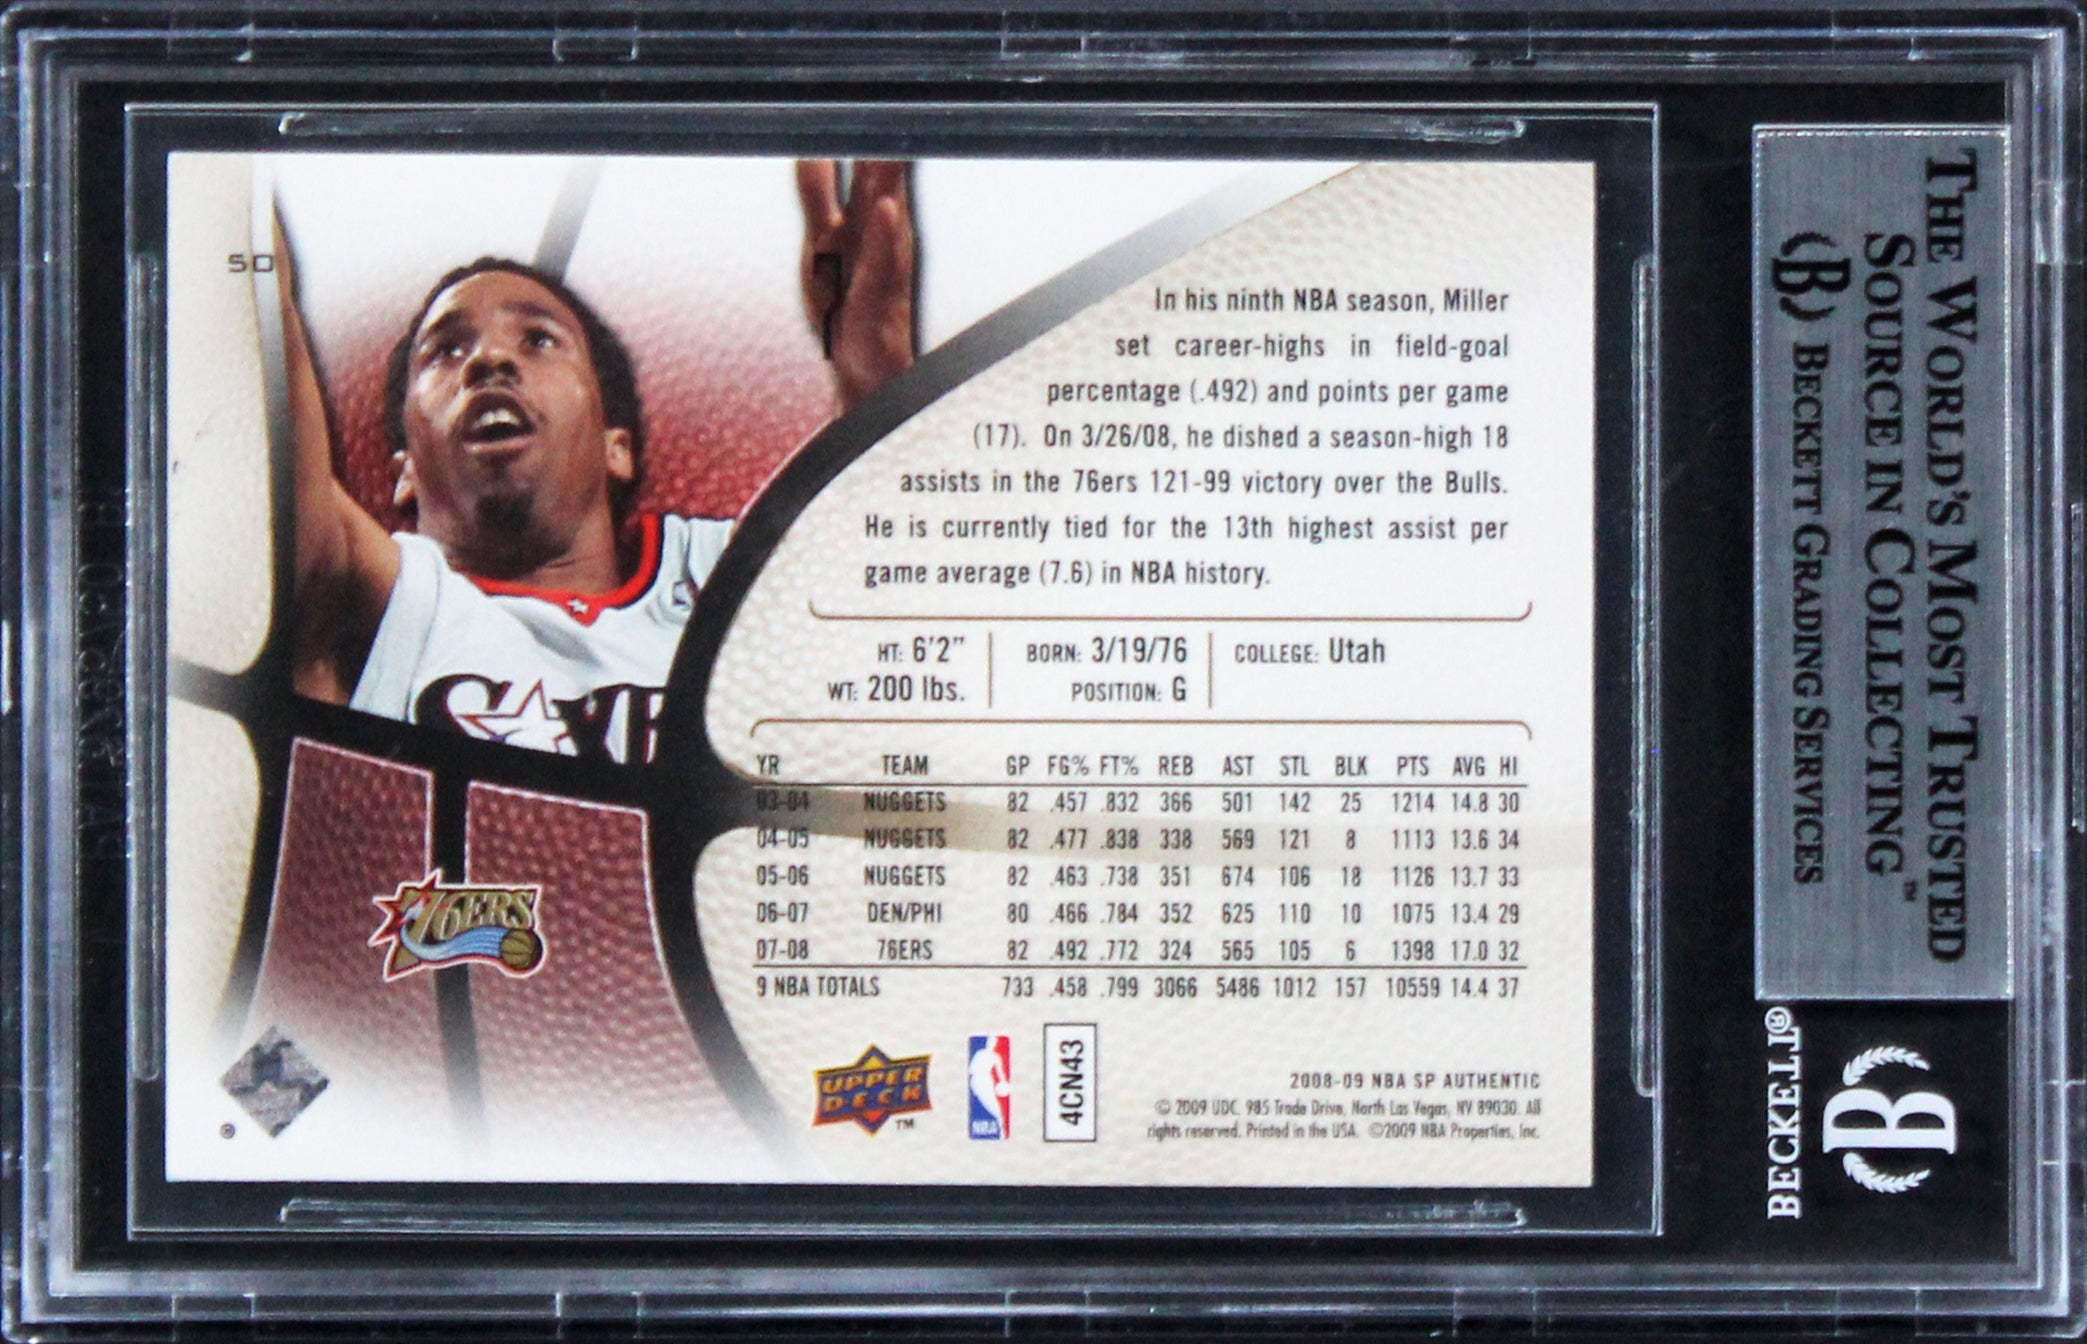 50
In his ninth NBA season, Miller
set career-highs in field-goal
percentage (.492) and points per game
(17). On 3/26/08, he dished a season-high 18
assists in the 76ers 121-99 victory over the Bulls.
He is currently tied for the 13th highest assist per
game average (7.6) in NBA history.
HT: 6'2" BORN: 3/19/76 COLLEGE: Utah
WT: 200 lbs. POSITION: G
YR TEAM GP FG% FT% REB AST STL BLK PTS AVG HI
03-04 NUGGETS 82 .457 .832 366 501 142 25 1214 14.8 30
04-05 NUGGETS 82 .477 .838 338 569 121 8 1113 13.6 34
05-06 NUGGETS 82 .463 .738 351 674 106 18 1126 13.7 33
06-07 DEN/PHI 80 .466 .784 352 625 110 10 1075 13.4 29
07-08 76ERS 82 .492 .772 324 565 105 6 1398 17.0 32
9 NBA TOTALS 733 .458 .799 3066 5486 1012 157 10559 14.4 37
76ERS
®
UPPER
DECK
™
NBA
4CN43
2008-09 NBA SP AUTHENTIC
© 2009 UDC. 985 Trade Drive, North Las Vegas, NV 89030. All
rights reserved. Printed in the USA. ©2009 NBA Properties, Inc.
THE WORLD'S MOST TRUSTED
SOURCE IN COLLECTING™
B BECKETT GRADING SERVICES
BECKETT®
B